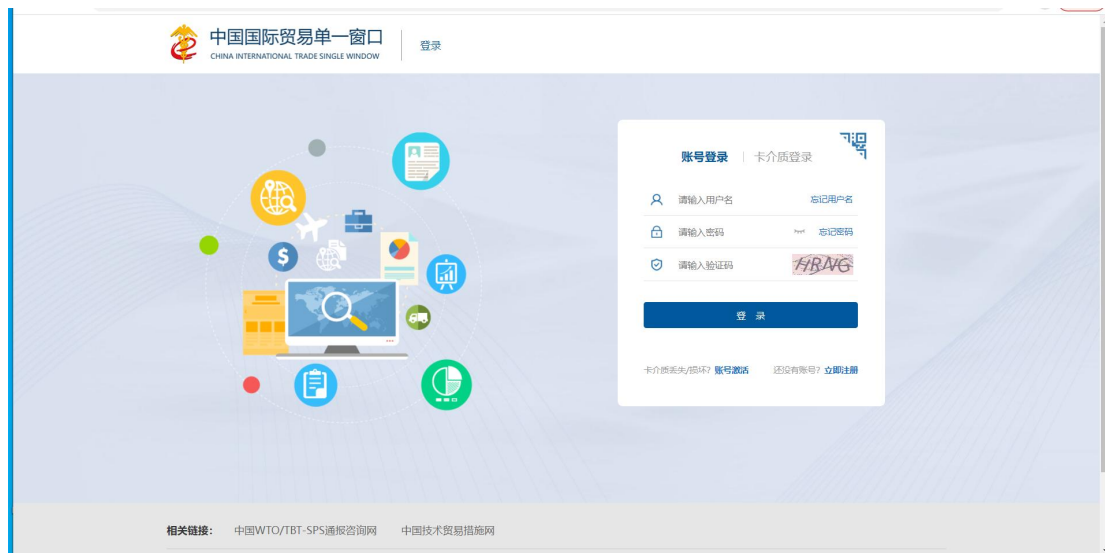 中国国际贸易单一窗口
CHINA INTERNATIONAL TRADE SINGLE WINDOW
登录
账号登录
卡介质登录
请输入用户名 忘记用户名
请输入密码 忘记密码
请输入验证码 HRNG
登 录
卡介质丢失/损坏? 账号激活 还没有账号? 立即注册
相关链接: 中国WTO/TBT-SPS通报咨询网 中国技术贸易措施网